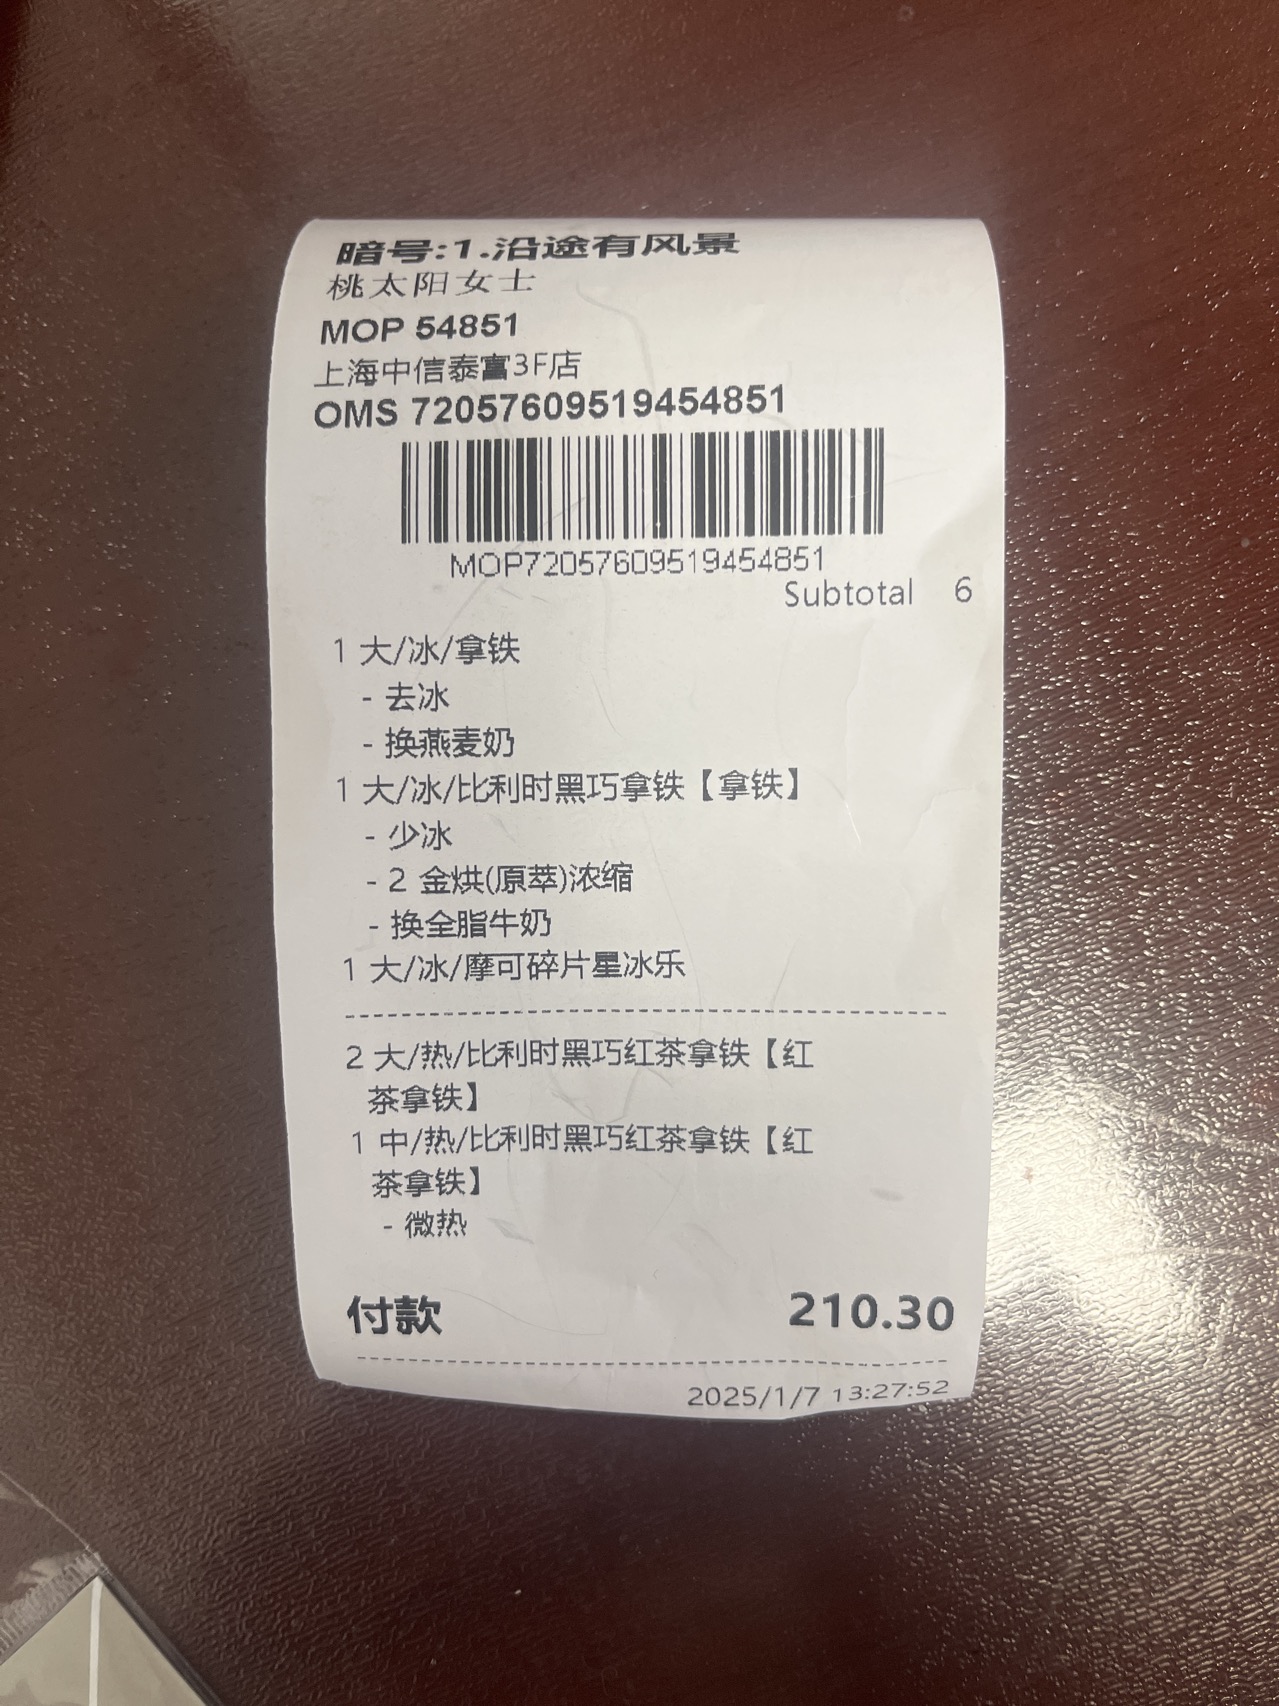 暗号:1.沿途有风景
桃太阳女士
MOP 54851
上海中信泰富3F店
OMS 72057609519454851
MOP72057609519454851
Subtotal 6
1 大/冰/拿铁
- 去冰
- 换燕麦奶
1 大/冰/比利时黑巧拿铁【拿铁】
- 少冰
- 2 金烘(原萃)浓缩
- 换全脂牛奶
1 大/冰/摩可碎片星冰乐
2 大/热/比利时黑巧红茶拿铁【红
茶拿铁】
1 中/热/比利时黑巧红茶拿铁【红
茶拿铁】
- 微热
付款 210.30
2025/1/7 13:27:52